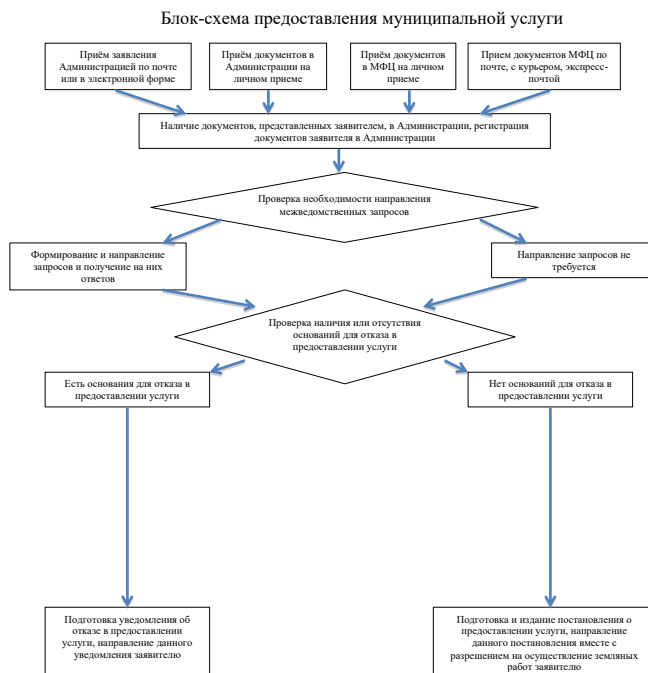 Блок-схема предоставления муниципальной услуги
Приём заявления
Администрацией по почте
или в электронной форме
Приём документов в
Администрации на
личном приеме
Приём документов
в МФЦ на личном
приеме
Прием документов МФЦ по
почте, с курьером, экспресс-
почтой
Наличие документов, представленных заявителем, в Администрации, регистрация
документов заявителя в Администрации
Проверка необходимости направления
межведомственных запросов
Формирование и направление
запросов и получение на них
ответов
Направление запросов не
требуется
Проверка наличия или отсутствия
оснований для отказа в
предоставлении услуги
Есть основания для отказа в
предоставлении услуги
Нет оснований для отказа в
предоставлении услуги
Подготовка уведомления об
отказе в предоставлении
услуги, направление данного
уведомления заявителю
Подготовка и издание постановления о
предоставлении услуги, направление
данного постановления вместе с
разрешением на осуществление земляных
работ заявителю